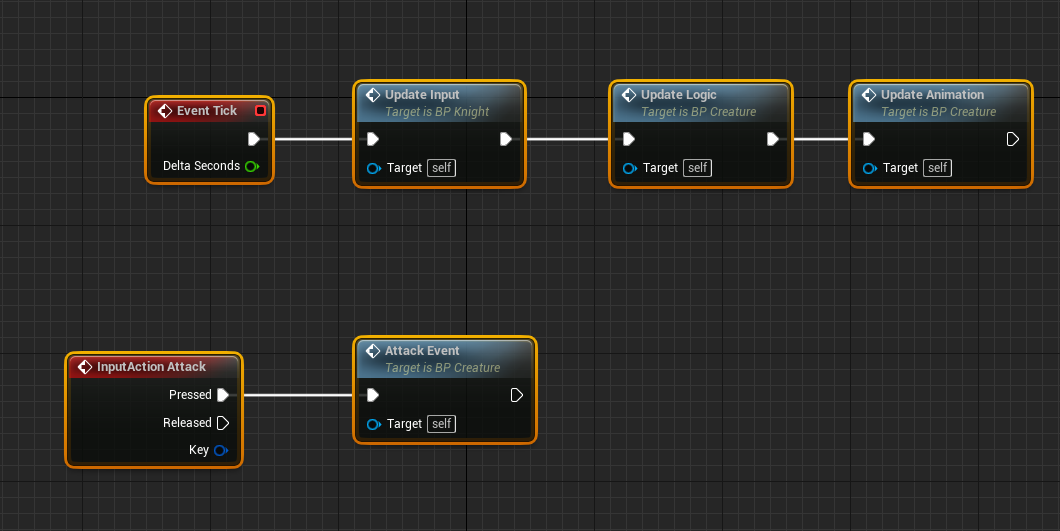 Event Tick
Delta Seconds
Update Input
Target is BP Knight
Target self
Update Logic
Target is BP Creature
Target self
Update Animation
Target is BP Creature
Target self
InputAction Attack
Pressed
Released
Key
Attack Event
Target is BP Creature
Target self